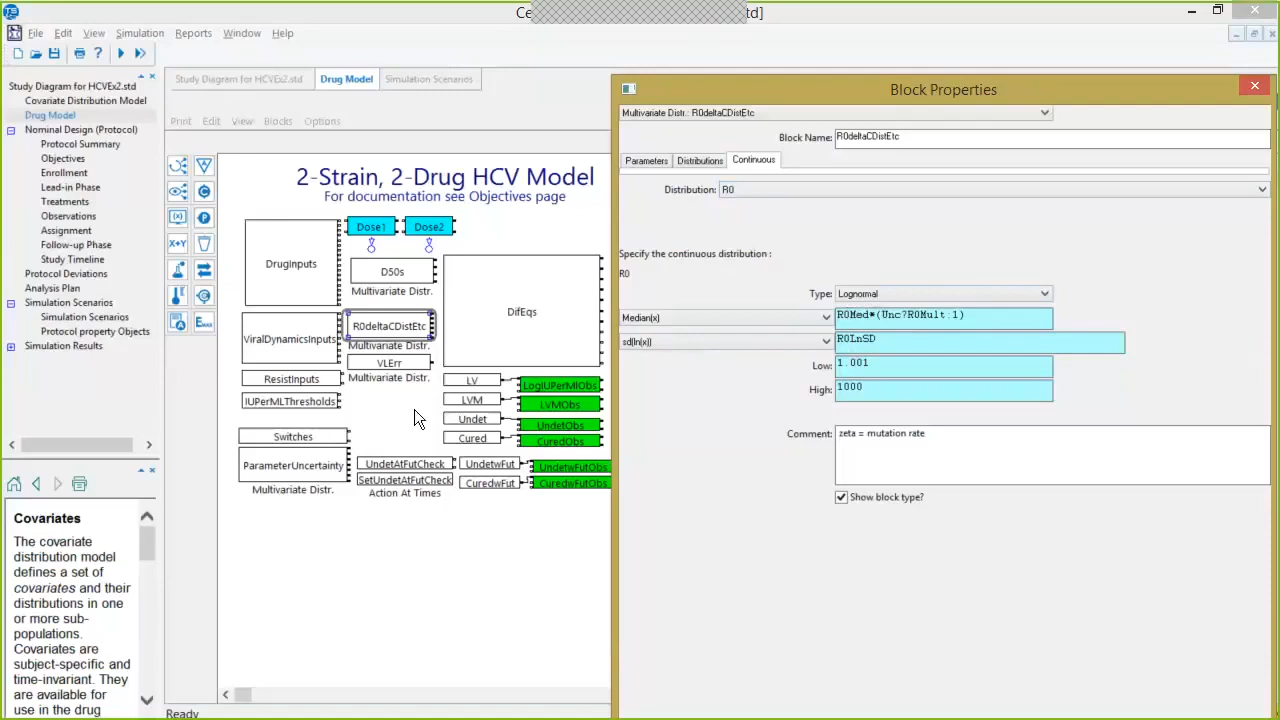 TS
Ce
td]
File Edit View Simulation Reports Window Help
Study Diagram for HCVEx2.std
Covariate Distribution Model
Drug Model
Nominal Design (Protocol)
Protocol Summary
Objectives
Enrollment
Lead-in Phase
Treatments
Observations
Assignment
Follow-up Phase
Study Timeline
Protocol Deviations
Analysis Plan
Simulation Scenarios
Simulation Scenarios
Protocol property Objects
Simulation Results
Covariates
The covariate
distribution model
defines a set of
covariates and their
distributions in one
or more sub-
populations.
Covariates are
subject-specific and
time-invariant. They
are available for
use in the drug
Study Diagram for HCVEx2.std Drug Model Simulation Scenarios
Print Edit View Blocks Options
2-Strain, 2-Drug HCV Model
For documentation see Objectives page
DrugInputs
Dose1 Dose2
D50s
Multivariate Distr.
DifEqs
ViralDynamicsInputs
R0deltaCDistEtc
Multivariate Distr.
VLErr
Multivariate Distr.
ResistInputs
IUPerMLThresholds
LV LogIUPerMlObs
LVM LVMObs
Undet UndetObs
Cured CuredObs
Switches
ParameterUncertainty
Multivariate Distr.
UndetAtFutCheck
SetUndetAtFutCheck
Action At Times
UndetwFut UndetwFutObs
CuredwFut CuredwFutObs
Ready
Block Properties
Multivariate Distr.: R0deltaCDistEtc
Block Name: R0deltaCDistEtc
Parameters Distributions Continuous
Distribution: R0
Specify the continuous distribution :
R0
Type: Lognormal
Median(x) R0Med*(Unc?R0Mult:1)
sd(ln(x)) R0LnSD
Low: 1.001
High: 1000
Comment: zeta = mutation rate
Show block type?